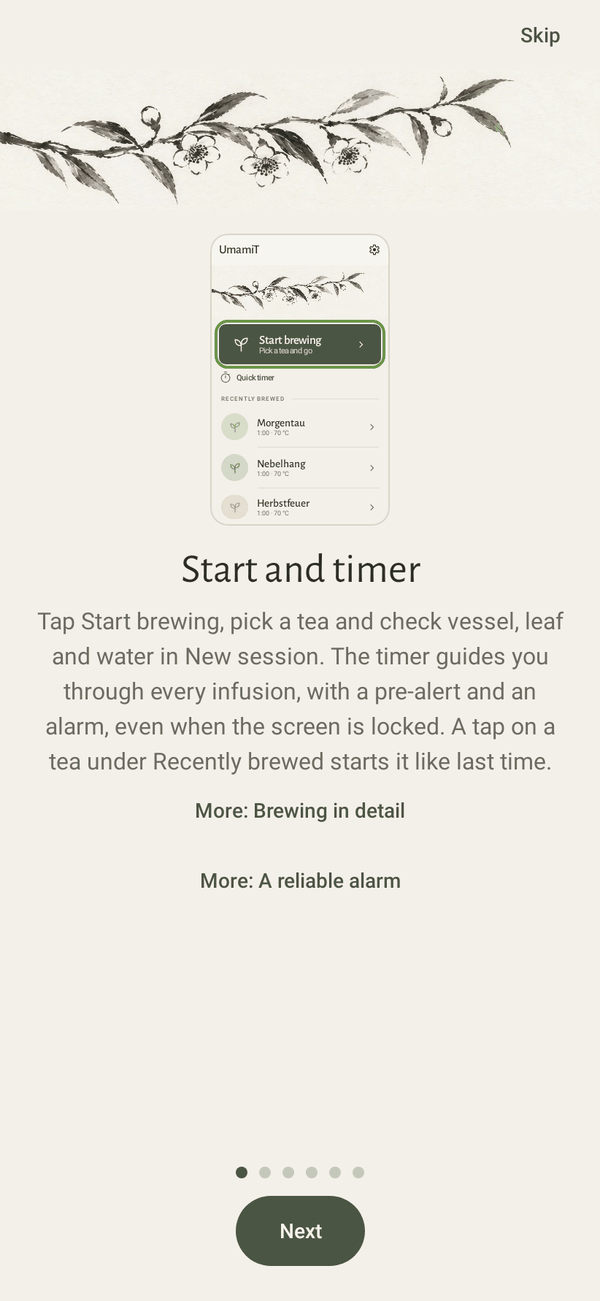 Skip
UmamiT
Start brewing
Pick a tea and go
Quick timer
RECENTLY BREWED
Morgentau
1:00 · 70 °C
Nebelhang
1:00 · 70 °C
Herbstfeuer
1:00 · 70 °C
Start and timer
Tap Start brewing, pick a tea and check vessel, leaf
and water in New session. The timer guides you
through every infusion, with a pre-alert and an
alarm, even when the screen is locked. A tap on a
tea under Recently brewed starts it like last time.
More: Brewing in detail
More: A reliable alarm
Next